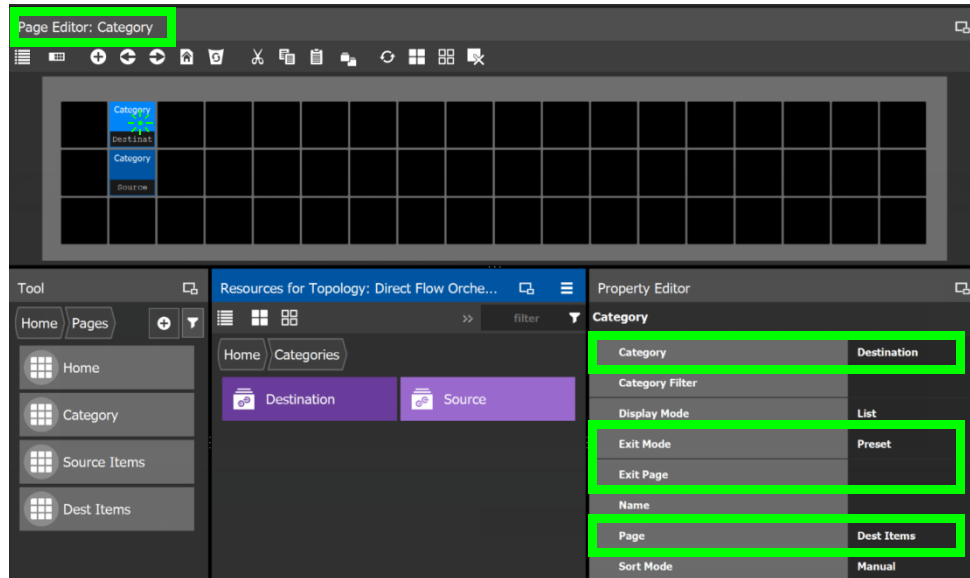 Page Editor: Category
Category
Destinat
Category
Source
Tool
Home Pages
Home
Category
Source Items
Dest Items
Resources for Topology: Direct Flow Orche...
>> filter
Home Categories
Destination Source
Property Editor
Category
Category Destination
Category Filter
Display Mode List
Exit Mode Preset
Exit Page
Name
Page Dest Items
Sort Mode Manual